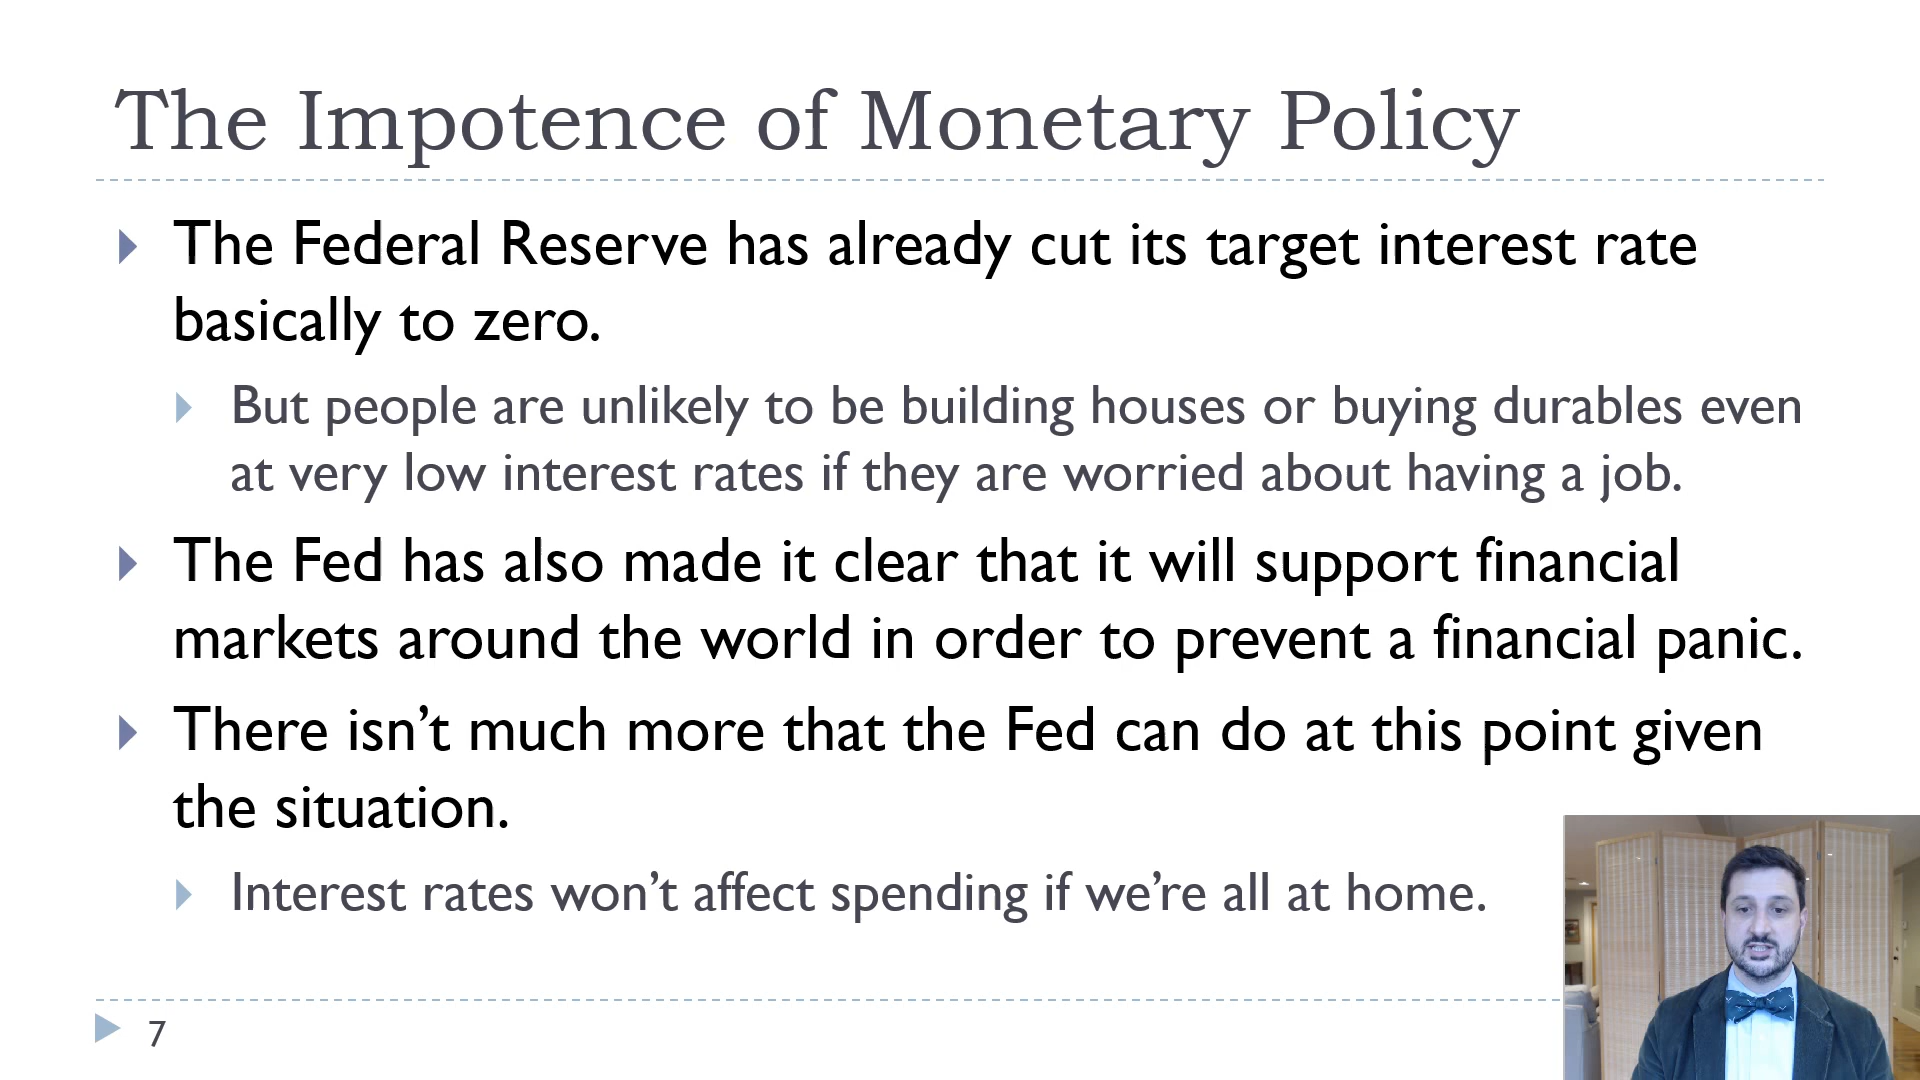 The Impotence of Monetary Policy
The Federal Reserve has already cut its target interest rate
basically to zero.
But people are unlikely to be building houses or buying durables even
at very low interest rates if they are worried about having a job.
The Fed has also made it clear that it will support financial
markets around the world in order to prevent a financial panic.
There isn’t much more that the Fed can do at this point given
the situation.
Interest rates won’t affect spending if we’re all at home.
7